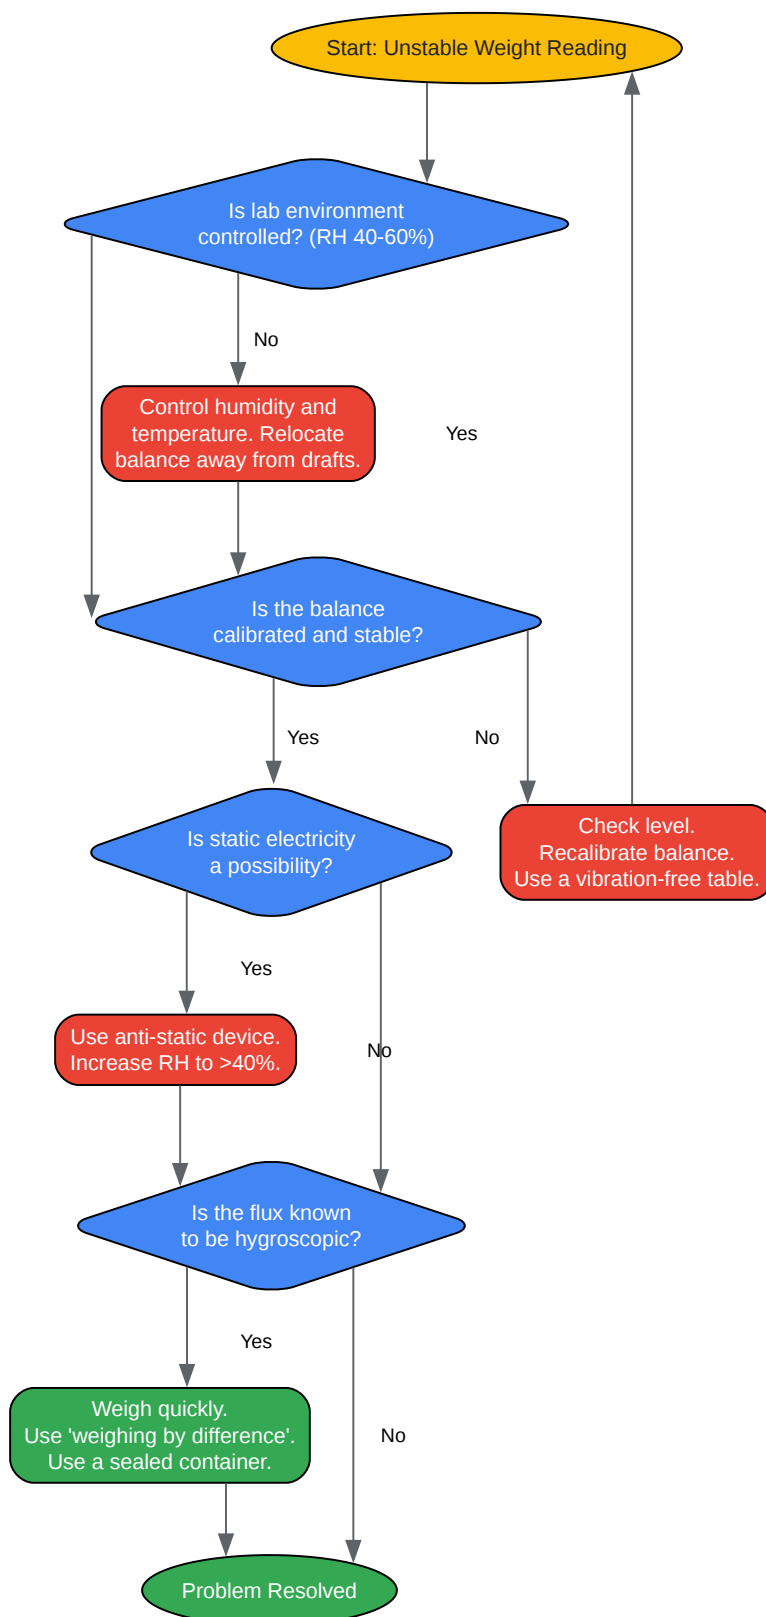 Start: Unstable Weight Reading
Is lab environment
controlled? (RH 40-60%)
No
Control humidity and
temperature. Relocate
balance away from drafts.
Yes
Is the balance
calibrated and stable?
Yes
No
Is static electricity
a possibility?
Check level.
Recalibrate balance.
Use a vibration-free table.
Yes
Use anti-static device.
Increase RH to >40%.
No
Is the flux known
to be hygroscopic?
Yes
Weigh quickly.
Use 'weighing by difference'.
Use a sealed container.
No
Problem Resolved